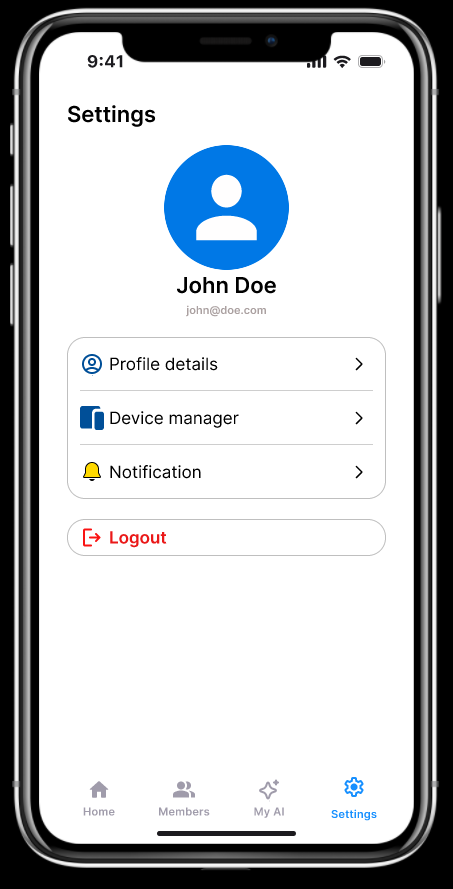 9:41
Settings
John Doe
john@doe.com
Profile details
Device manager
Notification
Logout
Home
Members
My AI
Settings